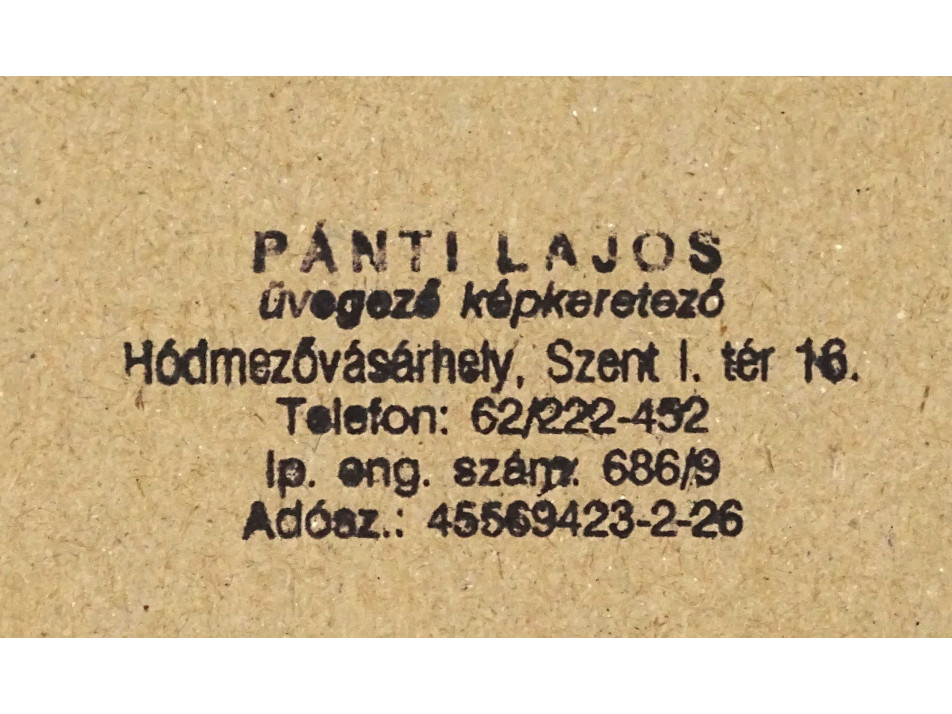 PÁNTI LAJOS
üvegező képkeretező
Hódmezővásárhely, Szent I. tér 16.
Telefon: 62/222-452
Ip. eng. szám: 686/9
Adósz.: 45569423-2-26